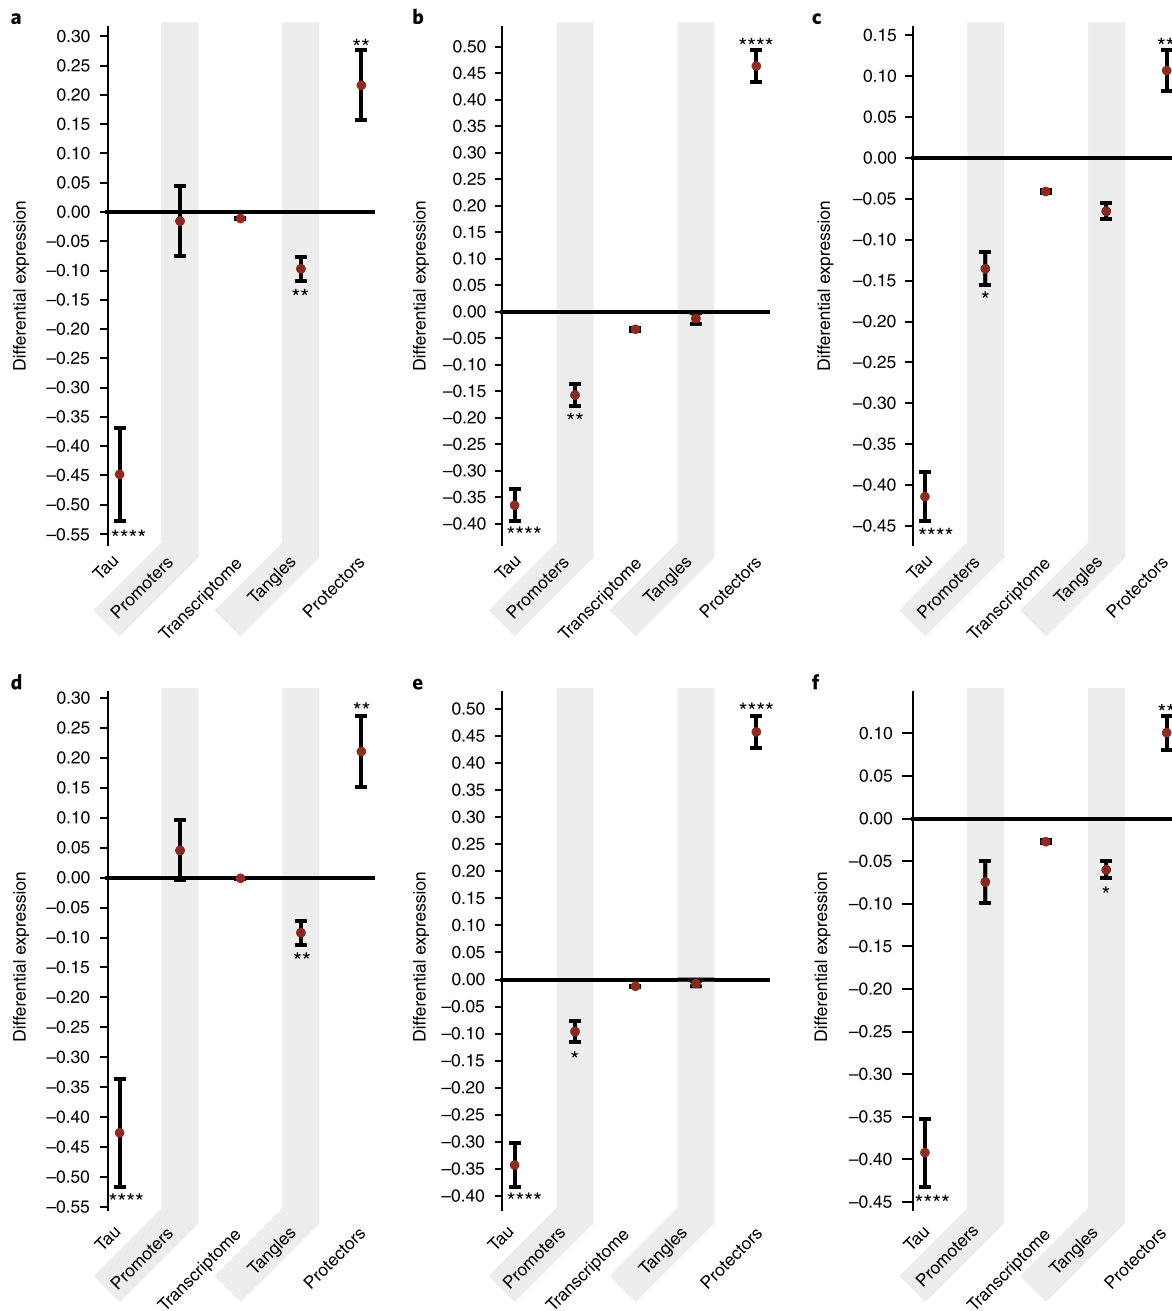 a
0.30
0.25
0.20
0.15
0.10
0.05
0.00
–0.05
–0.10
–0.15
–0.20
–0.25
–0.30
–0.35
–0.40
–0.45
–0.50
–0.55
Differential expression
**
**
****
Tau
Promoters
Transcriptome
Tangles
Protectors
b
0.50
0.45
0.40
0.35
0.30
0.25
0.20
0.15
0.10
0.05
0.00
–0.05
–0.10
–0.15
–0.20
–0.25
–0.30
–0.35
–0.40
Differential expression
****
**
****
Tau
Promoters
Transcriptome
Tangles
Protectors
c
0.15
0.10
0.05
0.00
–0.05
–0.10
–0.15
–0.20
–0.25
–0.30
–0.35
–0.40
–0.45
Differential expression
**
*
****
Tau
Promoters
Transcriptome
Tangles
Protectors
d
0.30
0.25
0.20
0.15
0.10
0.05
0.00
–0.05
–0.10
–0.15
–0.20
–0.25
–0.30
–0.35
–0.40
–0.45
–0.50
–0.55
Differential expression
**
**
****
Tau
Promoters
Transcriptome
Tangles
Protectors
e
0.50
0.45
0.40
0.35
0.30
0.25
0.20
0.15
0.10
0.05
0.00
–0.05
–0.10
–0.15
–0.20
–0.25
–0.30
–0.35
–0.40
Differential expression
****
*
****
Tau
Promoters
Transcriptome
Tangles
Protectors
f
0.10
0.05
0.00
–0.05
–0.10
–0.15
–0.20
–0.25
–0.30
–0.35
–0.40
–0.45
Differential expression
**
*
****
Tau
Promoters
Transcriptome
Tangles
Protectors